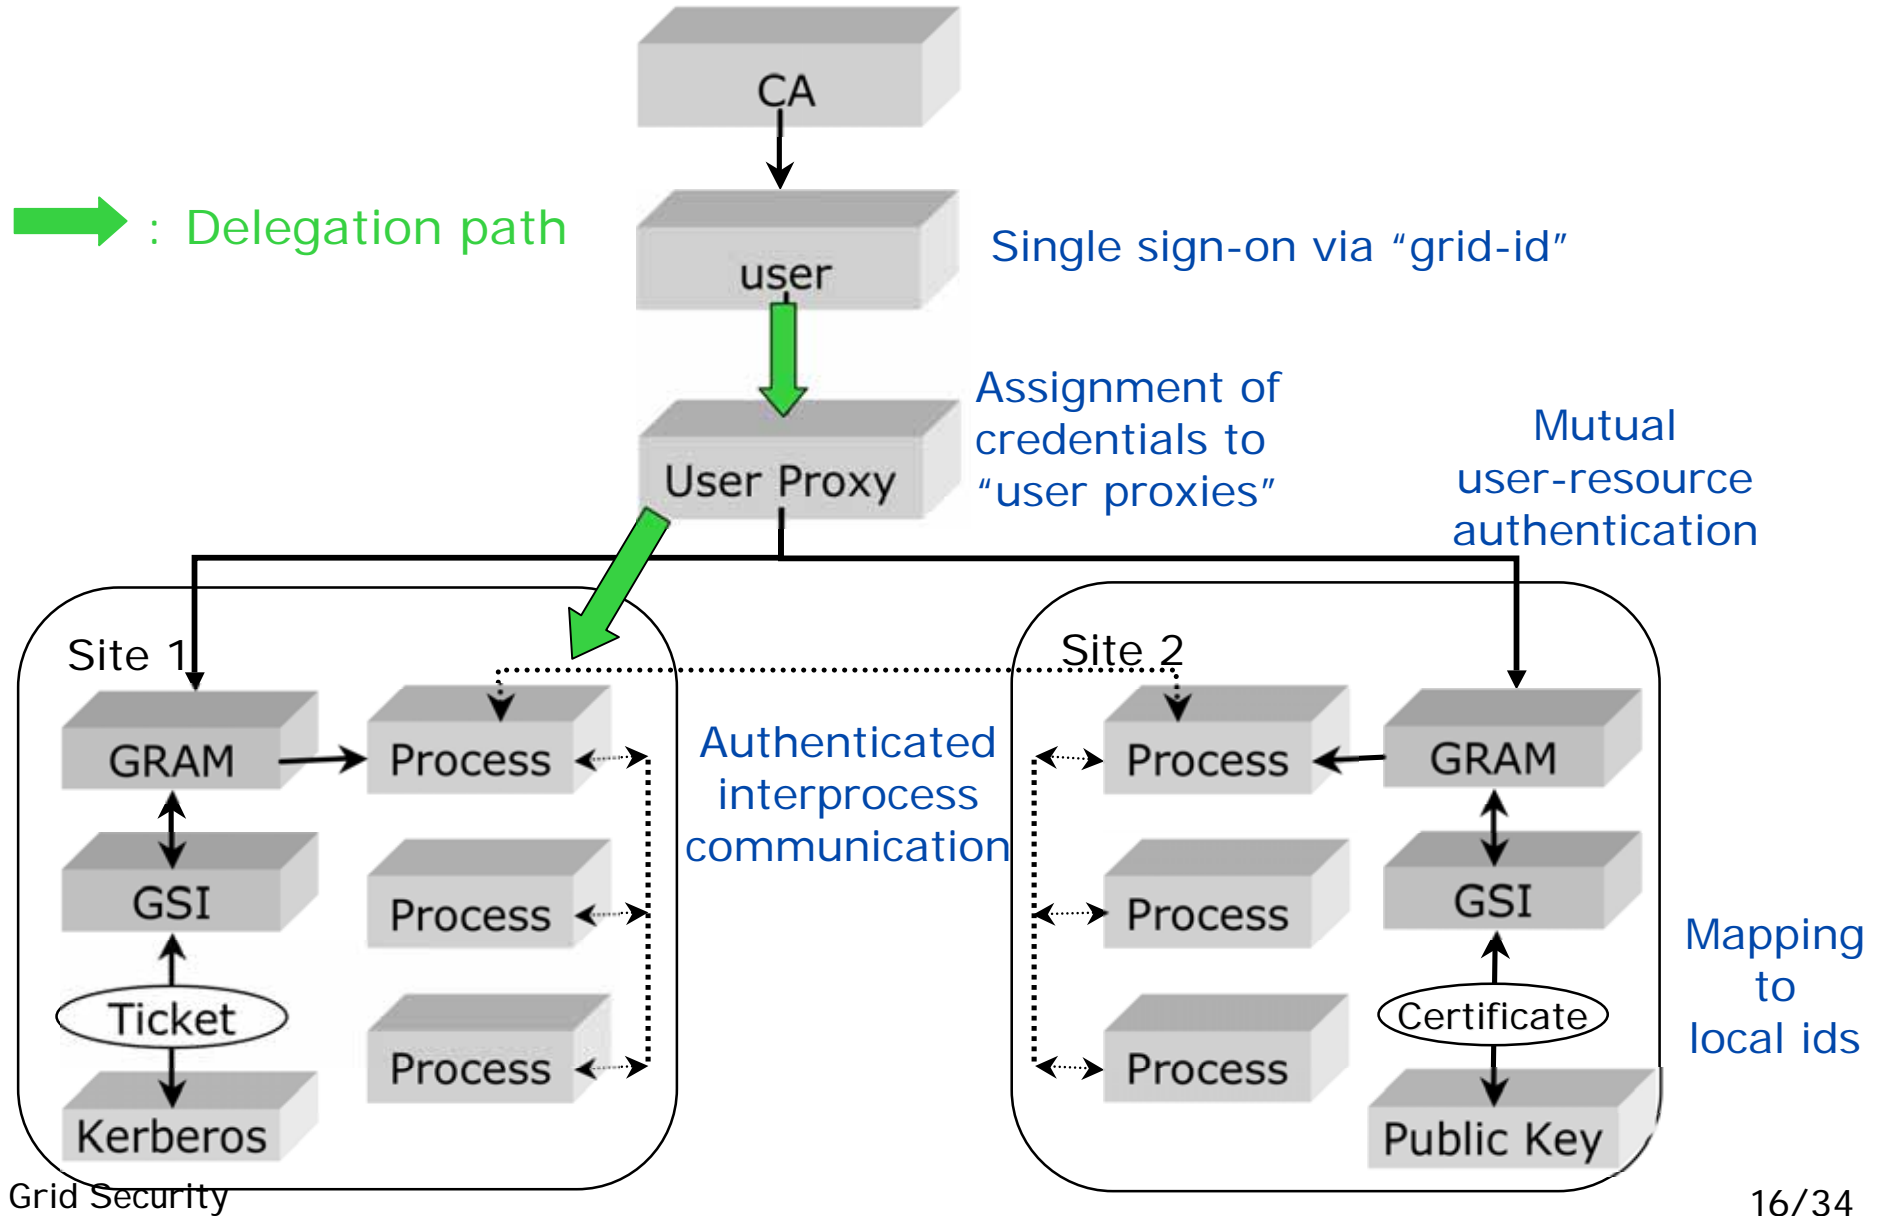 CA
: Delegation path
user
Single sign-on via “grid-id”
User Proxy
Assignment of
credentials to
“user proxies”
Mutual
user-resource
authentication
Site 1
Site 2
GRAM
Process
Authenticated
interprocess
communication
Process
GRAM
GSI
Process
Process
GSI
Mapping
to
local ids
Ticket
Process
Process
Certificate
Kerberos
Public Key
Grid Security
16/34